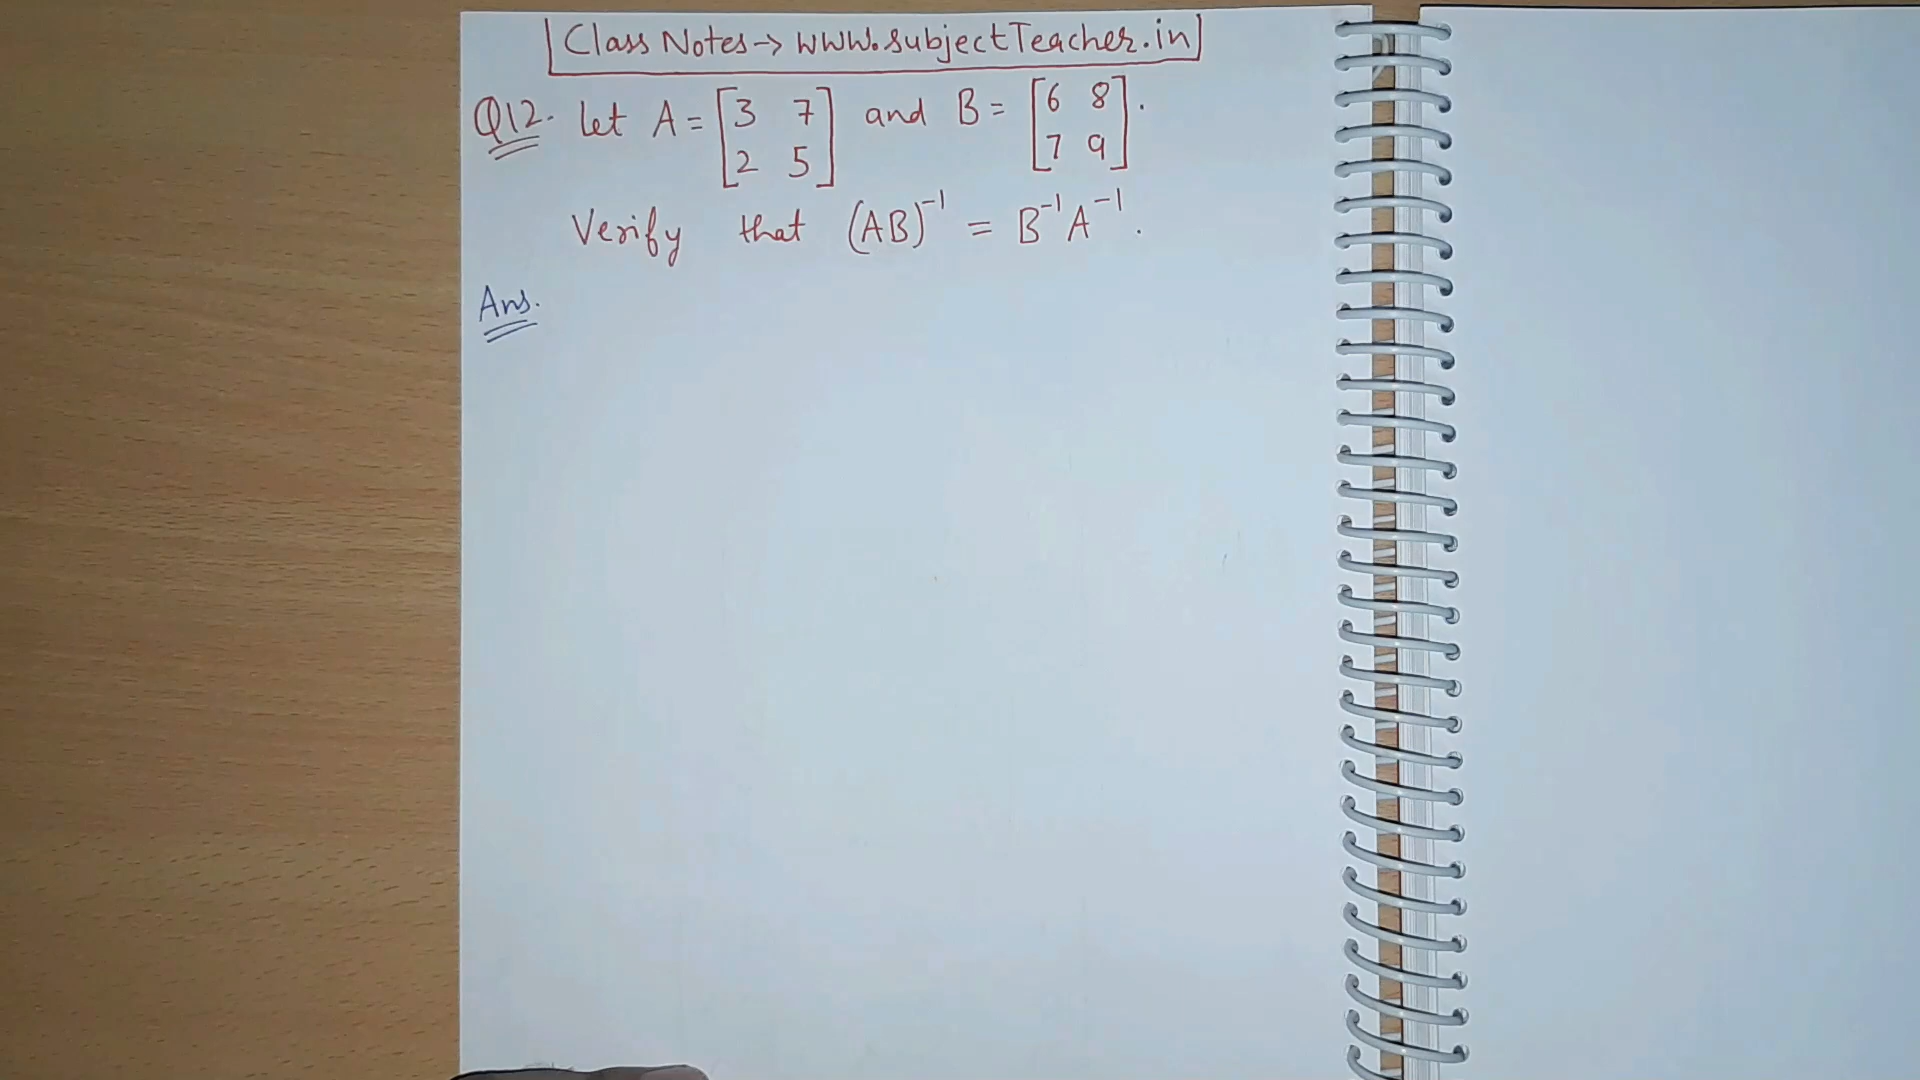 Class Notes → www.subjectTeacher.in
Q12. Let A = [3 7 and B = [6 8].
2 5] 7 9]
Verify that (AB)⁻¹ = B⁻¹A⁻¹.
Ans.